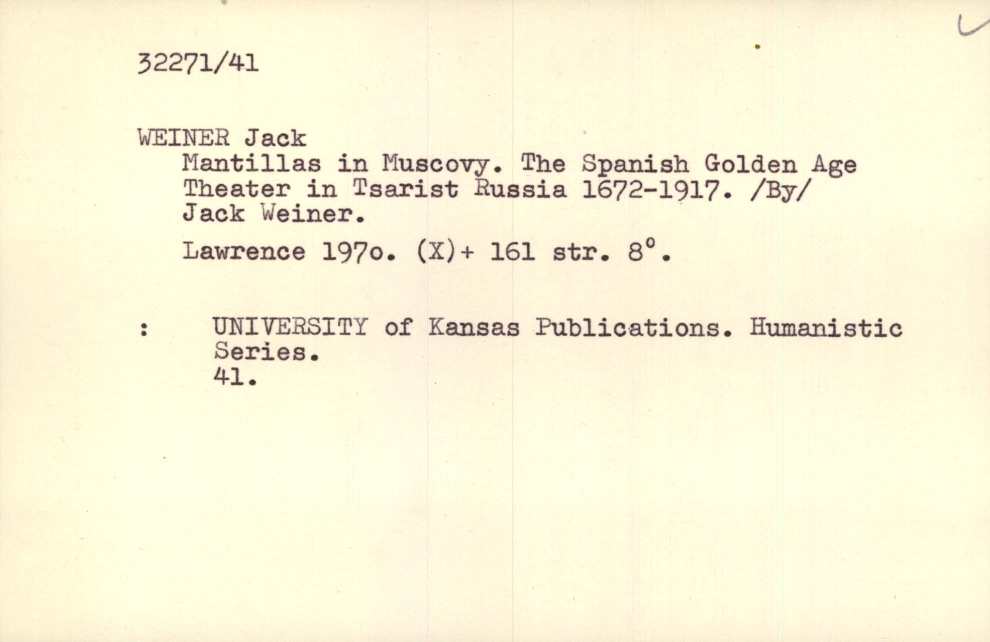 32271/41
WEINER Jack
Mantillas in Muscovy. The Spanish Golden Age
Theater in Tsarist Russia 1672-1917. /By/
Jack Weiner.
Lawrence 197o. (X)+ 161 str. 8°.
: UNIVERSITY of Kansas Publications. Humanistic
Series.
41.